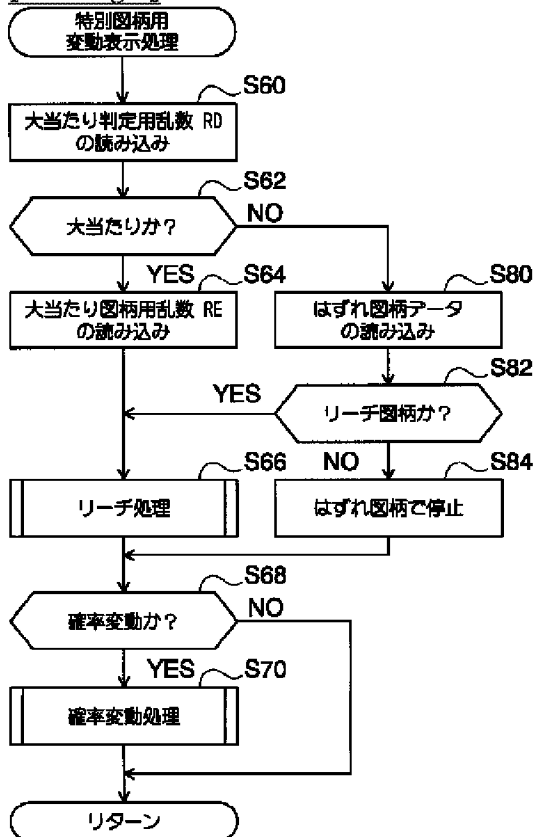 特別図柄用
変動表示処理
S60
大当たり判定用乱数 RD
の読み込み
S62
大当たりか？
NO
YES
S64
S80
大当たり図柄用乱数 RE
の読み込み
はずれ図柄データ
の読み込み
S82
YES
リーチ図柄か？
S66
NO
S84
リーチ処理
はずれ図柄で停止
S68
確率変動か？
NO
YES
S70
確率変動処理
リターン